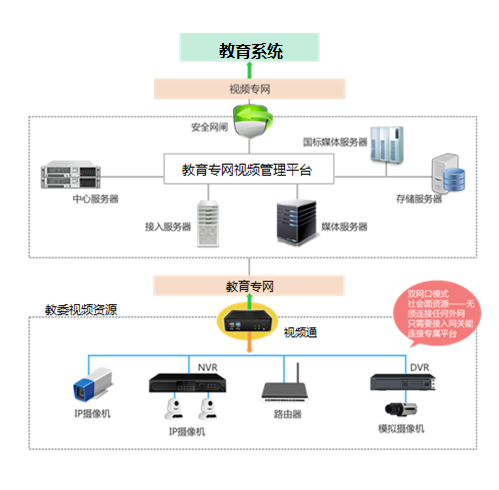 教育系统
视频专网
安全网闸
国标媒体服务器
教育专网视频管理平台
中心服务器
存储服务器
接入服务器
媒体服务器
教育专网
双网口模式
社会面资源——无
须连接任何外网
只需要接入网关能
连接专属平台
教委视频资源
视频通
NVR
DVR
IP摄像机
路由器
IP摄像机
模拟摄像机